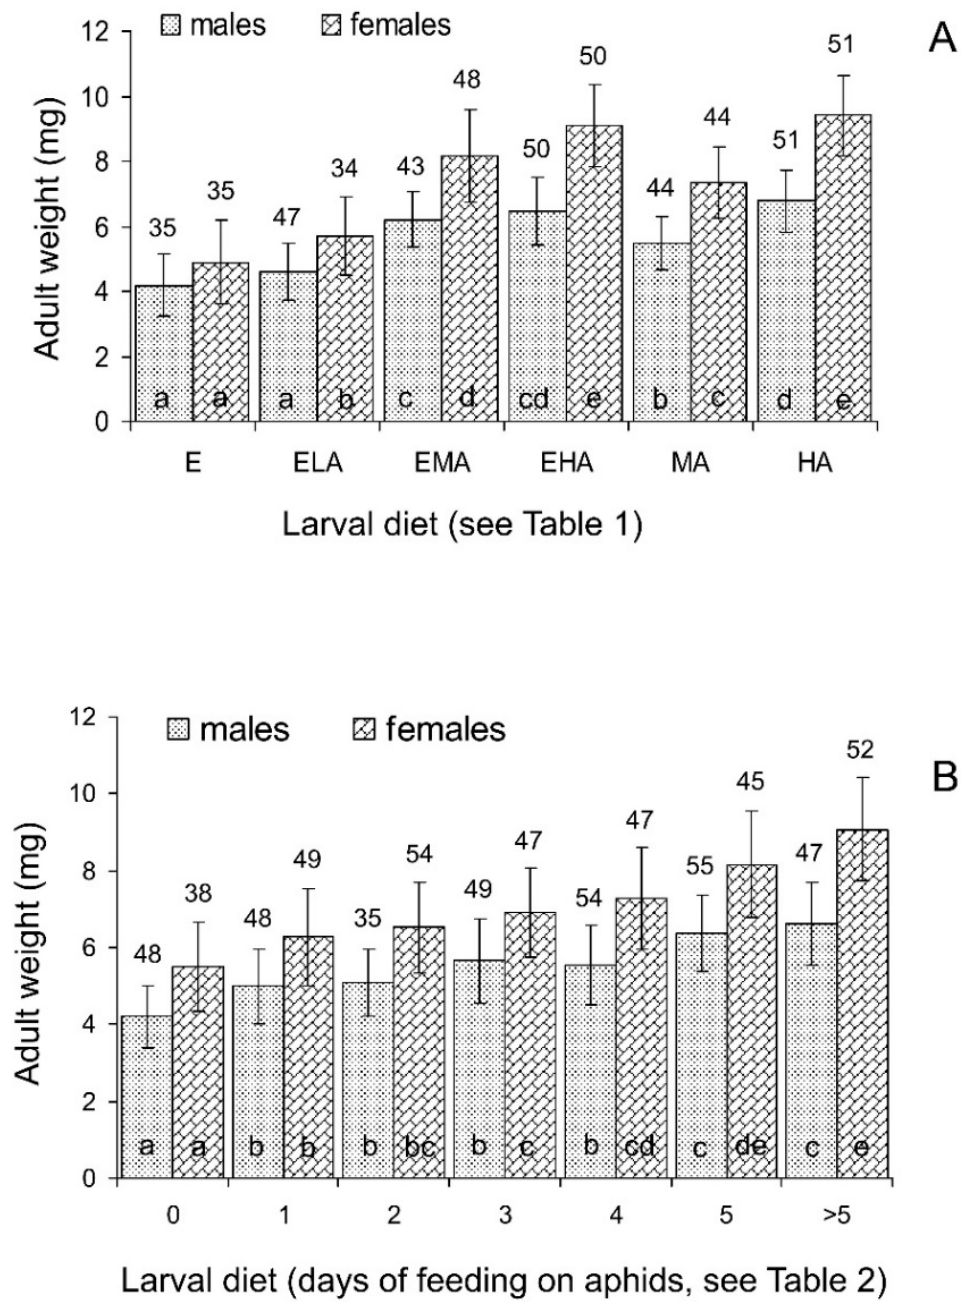 males females
A
12
10
8
6
4
2
0
Adult weight (mg)
35 35 47 34 43 48 50 50 44 44 51 51
a a a b c d cd e b c d e
E ELA EMA EHA MA HA
Larval diet (see Table 1)
males females
B
12
10
8
6
4
2
0
Adult weight (mg)
48 38 48 49 35 54 49 47 54 47 55 45 47 52
a a b b b bc b c b cd c de c e
0 1 2 3 4 5 >5
Larval diet (days of feeding on aphids, see Table 2)